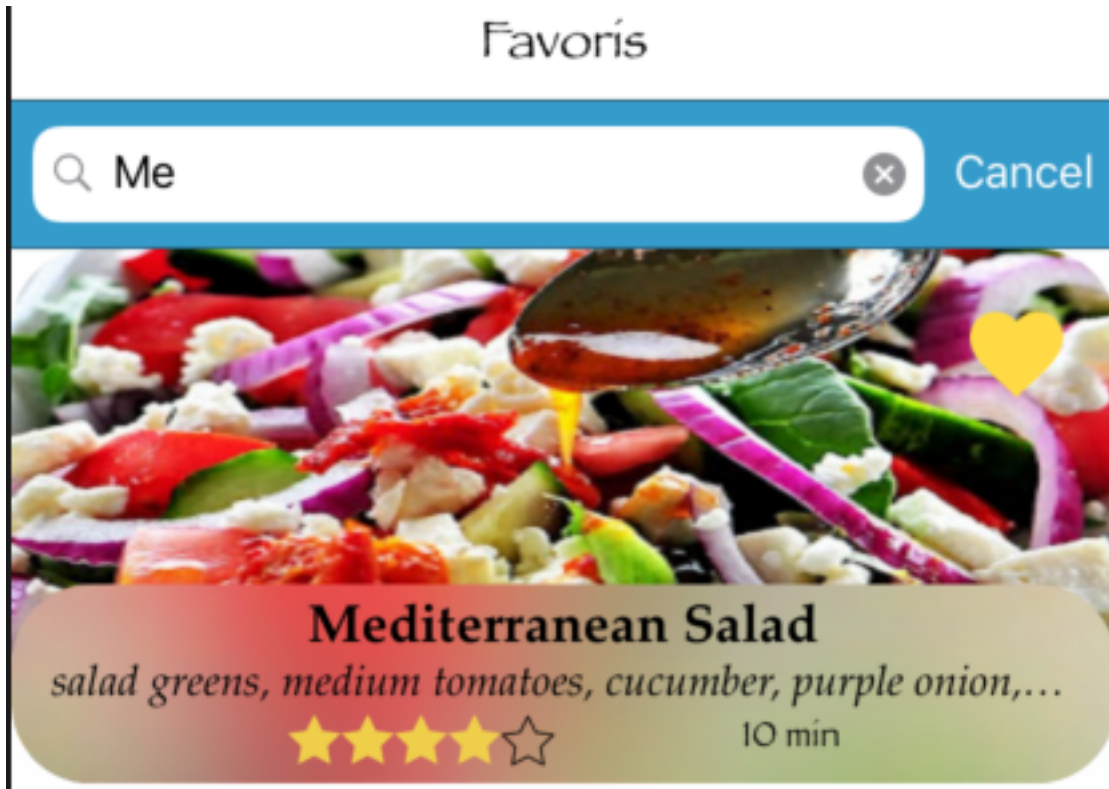 Favoris
Me
Cancel
Mediterranean Salad
salad greens, medium tomatoes, cucumber, purple onion,...
10 min